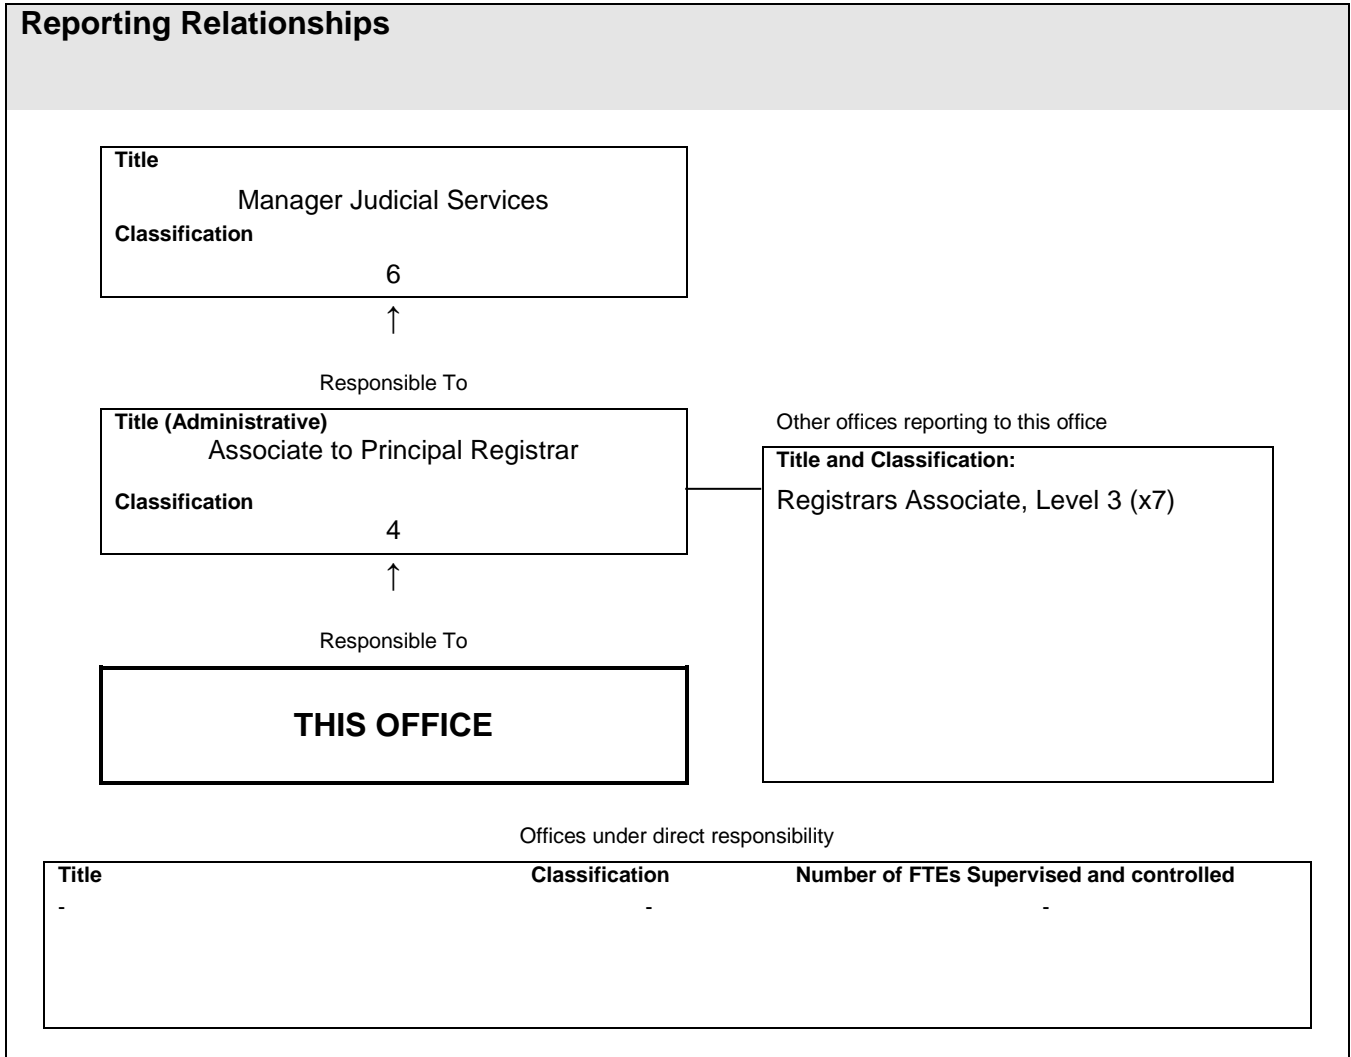 Reporting Relationships
Title
Manager Judicial Services
Classification
6
↑
Responsible To
Title (Administrative)
Associate to Principal Registrar
Classification
4
Other offices reporting to this office
Title and Classification:
Registrars Associate, Level 3 (x7)
↑
Responsible To
THIS OFFICE
Offices under direct responsibility
Title Classification Number of FTEs Supervised and controlled
- - -